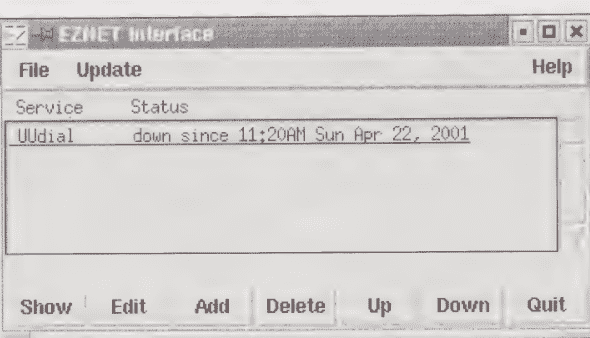 EZNET Interface
File Update Help
Service Status
UUdial down since 11:20AM Sun Apr 22, 2001
Show Edit Add Delete Up Down Quit